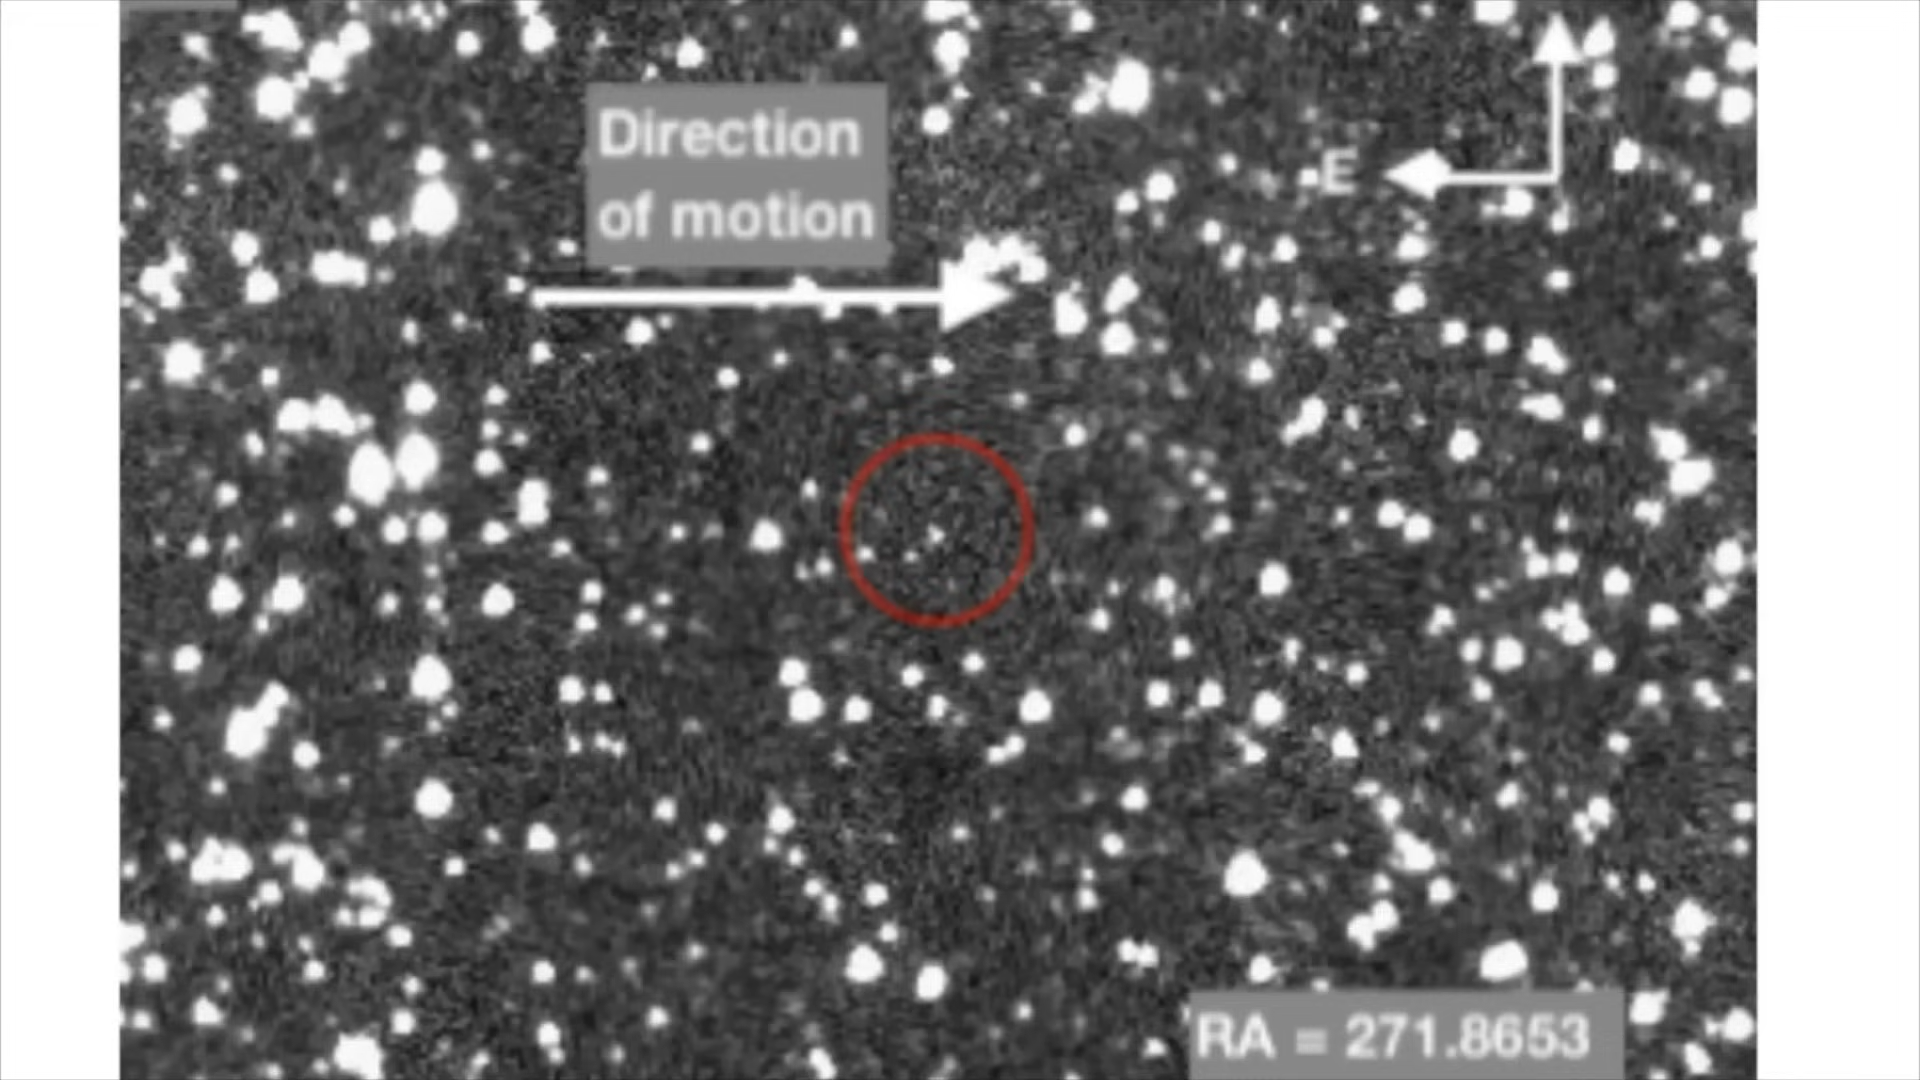 Direction
of motion
E
RA = 271.8653